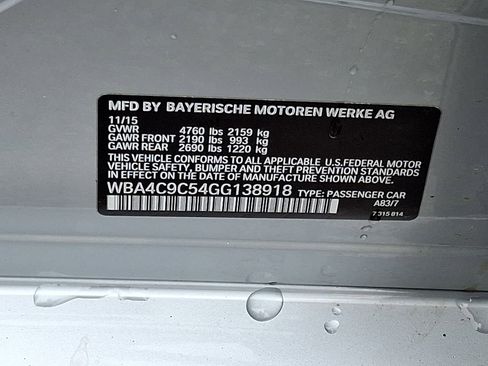 MFD BY BAYERISCHE MOTOREN WERKE AG
11/15
GVWR 4760 lbs 2159 kg
GAWR FRONT 2190 lbs 993 kg
GAWR REAR 2690 lbs 1220 kg
THIS VEHICLE CONFORMS TO ALL APPLICABLE U.S.FEDERAL MOTOR
VEHICLE SAFETY, BUMPER AND THEFT PREVENTION STANDARDS
IN EFFECT ON THE DATE OF MANUFACTURE SHOWN ABOVE.
WBA4C9C54GG138918 TYPE: PASSENGER CAR
A83/7
7 315 814